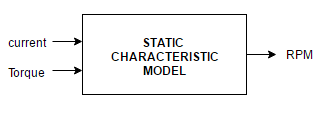 current
Torque
STATIC
CHARACTERISTIC
MODEL
RPM